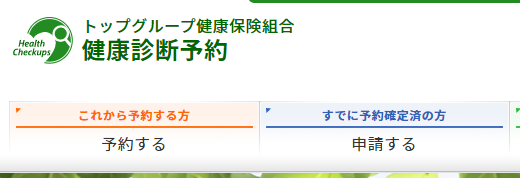 Health
Checkups
トップグループ健康保険組合
健康診断予約
これから予約する方
予約する
すでに予約確定済の方
申請する